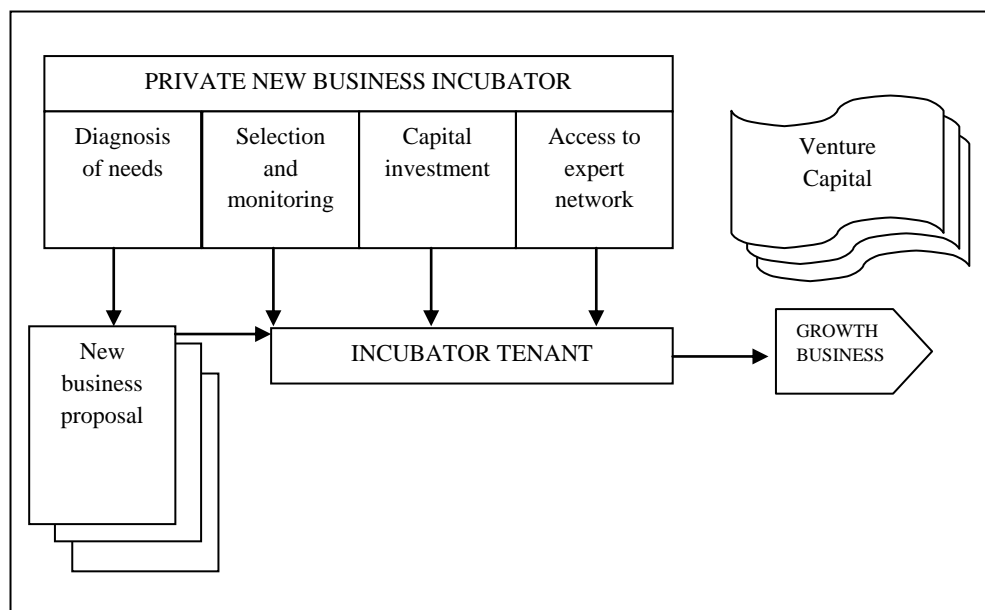 PRIVATE NEW BUSINESS INCUBATOR
Diagnosis
of needs
Selection
and
monitoring
Capital
investment
Access to
expert
network
Venture
Capital
New
business
proposal
INCUBATOR TENANT
GROWTH
BUSINESS